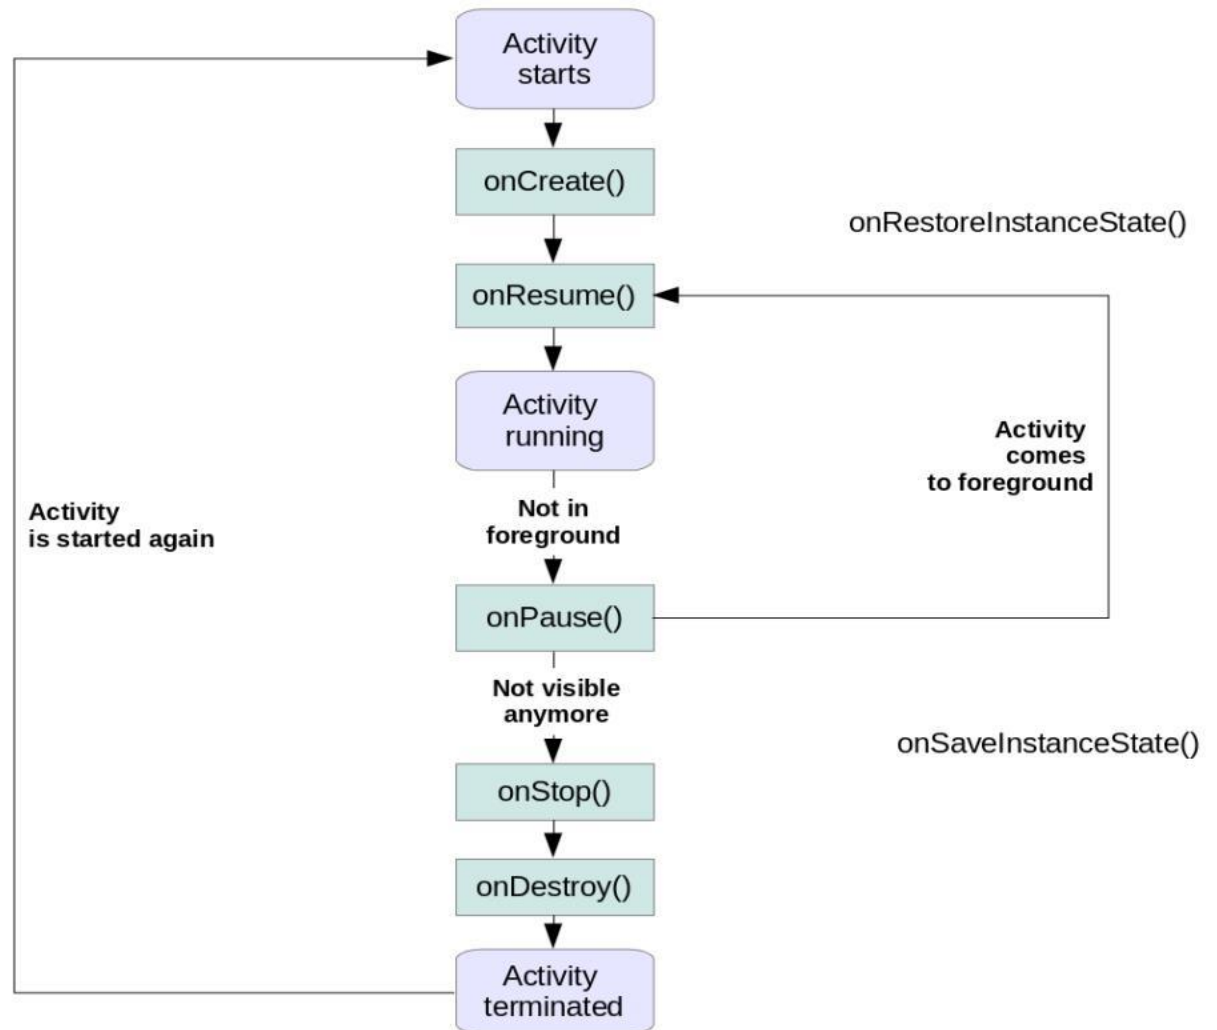 Activity
starts
onCreate()
onRestoreInstanceState()
onResume()
Activity
running
Activity
comes
to foreground
Not in
foreground
Activity
is started again
onPause()
Not visible
anymore
onSaveInstanceState()
onStop()
onDestroy()
Activity
terminated